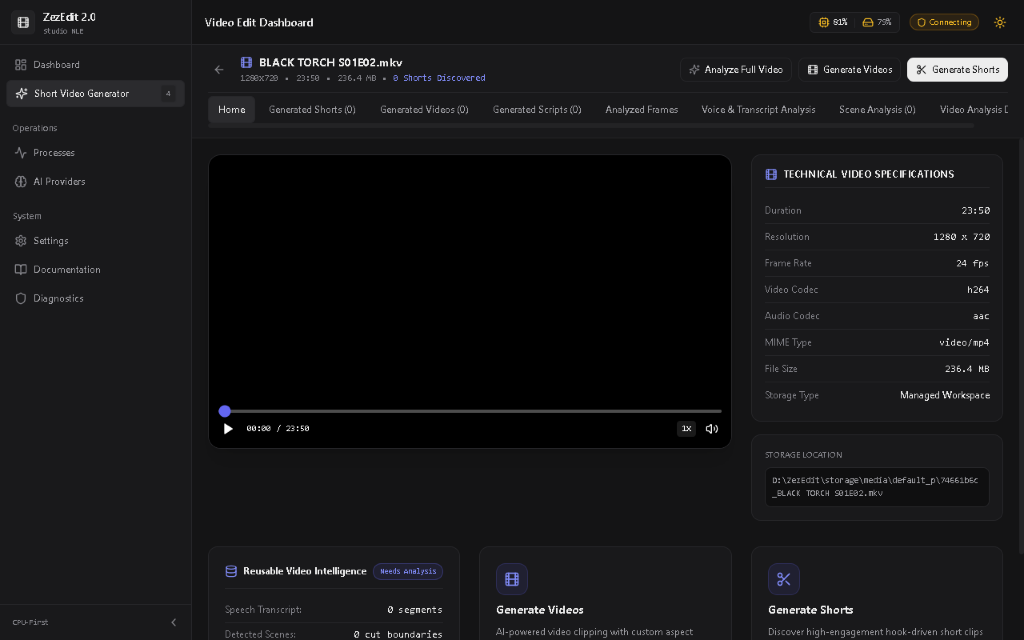 ZezEdit 2.0
Studio NLE
Dashboard
Short Video Generator 4
Operations
Processes
AI Providers
System
Settings
Documentation
Diagnostics
CPU-First
Video Edit Dashboard
81% 79% Connecting
BLACK TORCH S01E02.mkv
1280x720 • 23:50 • 236.4 MB • 0 Shorts Discovered
Analyze Full Video Generate Videos Generate Shorts
Home Generated Shorts (0) Generated Videos (0) Generated Scripts (0) Analyzed Frames Voice & Transcript Analysis Scene Analysis (0) Video Analysis
00:00 / 23:50 1X
TECHNICAL VIDEO SPECIFICATIONS
Duration 23:50
Resolution 1280 x 720
Frame Rate 24 fps
Video Codec h264
Audio Codec aac
MIME Type video/mp4
File Size 236.4 MB
Storage Type Managed Workspace
STORAGE LOCATION
D:\ZezEdit\storage\media\default_p\74661b6c
_BLACK TORCH S01E02.mkv
Reusable Video Intelligence Needs Analysis
Speech Transcript: 0 segments
Detected Scenes: 0 cut boundaries
Generate Videos
AI-powered video clipping with custom aspect
Generate Shorts
Discover high-engagement hook-driven short clips